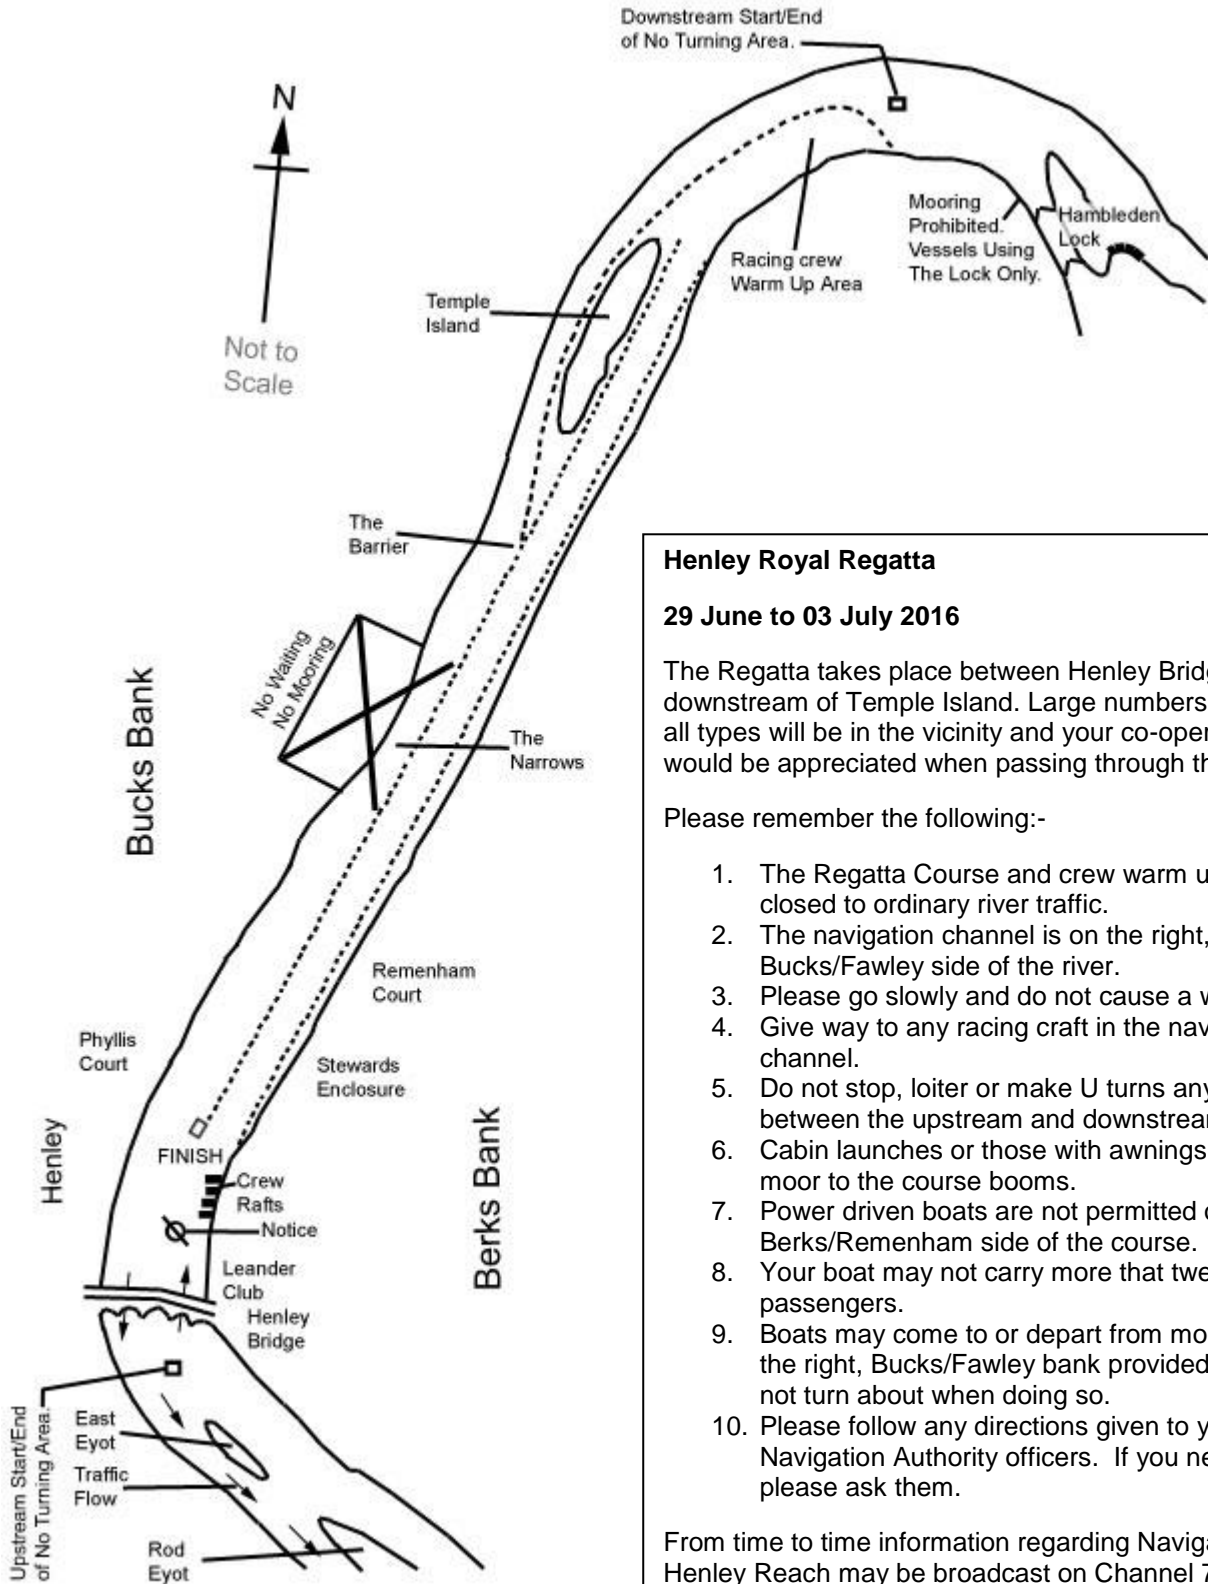 Downstream Start/End
of No Turning Area.
N
Not to
Scale
Temple
Island
Racing crew
Warm Up Area
Mooring
Prohibited.
Vessels Using
The Lock Only.
Hambleden
Lock
The
Barrier
No Waiting
No Mooring
The
Narrows
Bucks Bank
Remenham
Court
Phyllis
Court
Stewards
Enclosure
Henley
FINISH
Crew
Rafts
Notice
Berks Bank
Leander
Club
Henley
Bridge
Upstream Start/End
of No Turning Area.
East
Eyot
Traffic
Flow
Rod
Eyot
Henley Royal Regatta
29 June to 03 July 2016
The Regatta takes place between Henley
downstream of Temple Island. Large numbers
all types will be in the vicinity and your
would be appreciated when passing through
Please remember the following:-
1. The Regatta Course and crew warm
closed to ordinary river traffic.
2. The navigation channel is on the right,
Bucks/Fawley side of the river.
3. Please go slowly and do not cause a
4. Give way to any racing craft in the
channel.
5. Do not stop, loiter or make U turns
between the upstream and
6. Cabin launches or those with awnings
moor to the course booms.
7. Power driven boats are not permitted
Berks/Remenham side of the course.
8. Your boat may not carry more that
passengers.
9. Boats may come to or depart from
the right, Bucks/Fawley bank provided
not turn about when doing so.
10. Please follow any directions given to
Navigation Authority officers. If you
please ask them.
From time to time information regarding
Henley Reach may be broadcast on Channel